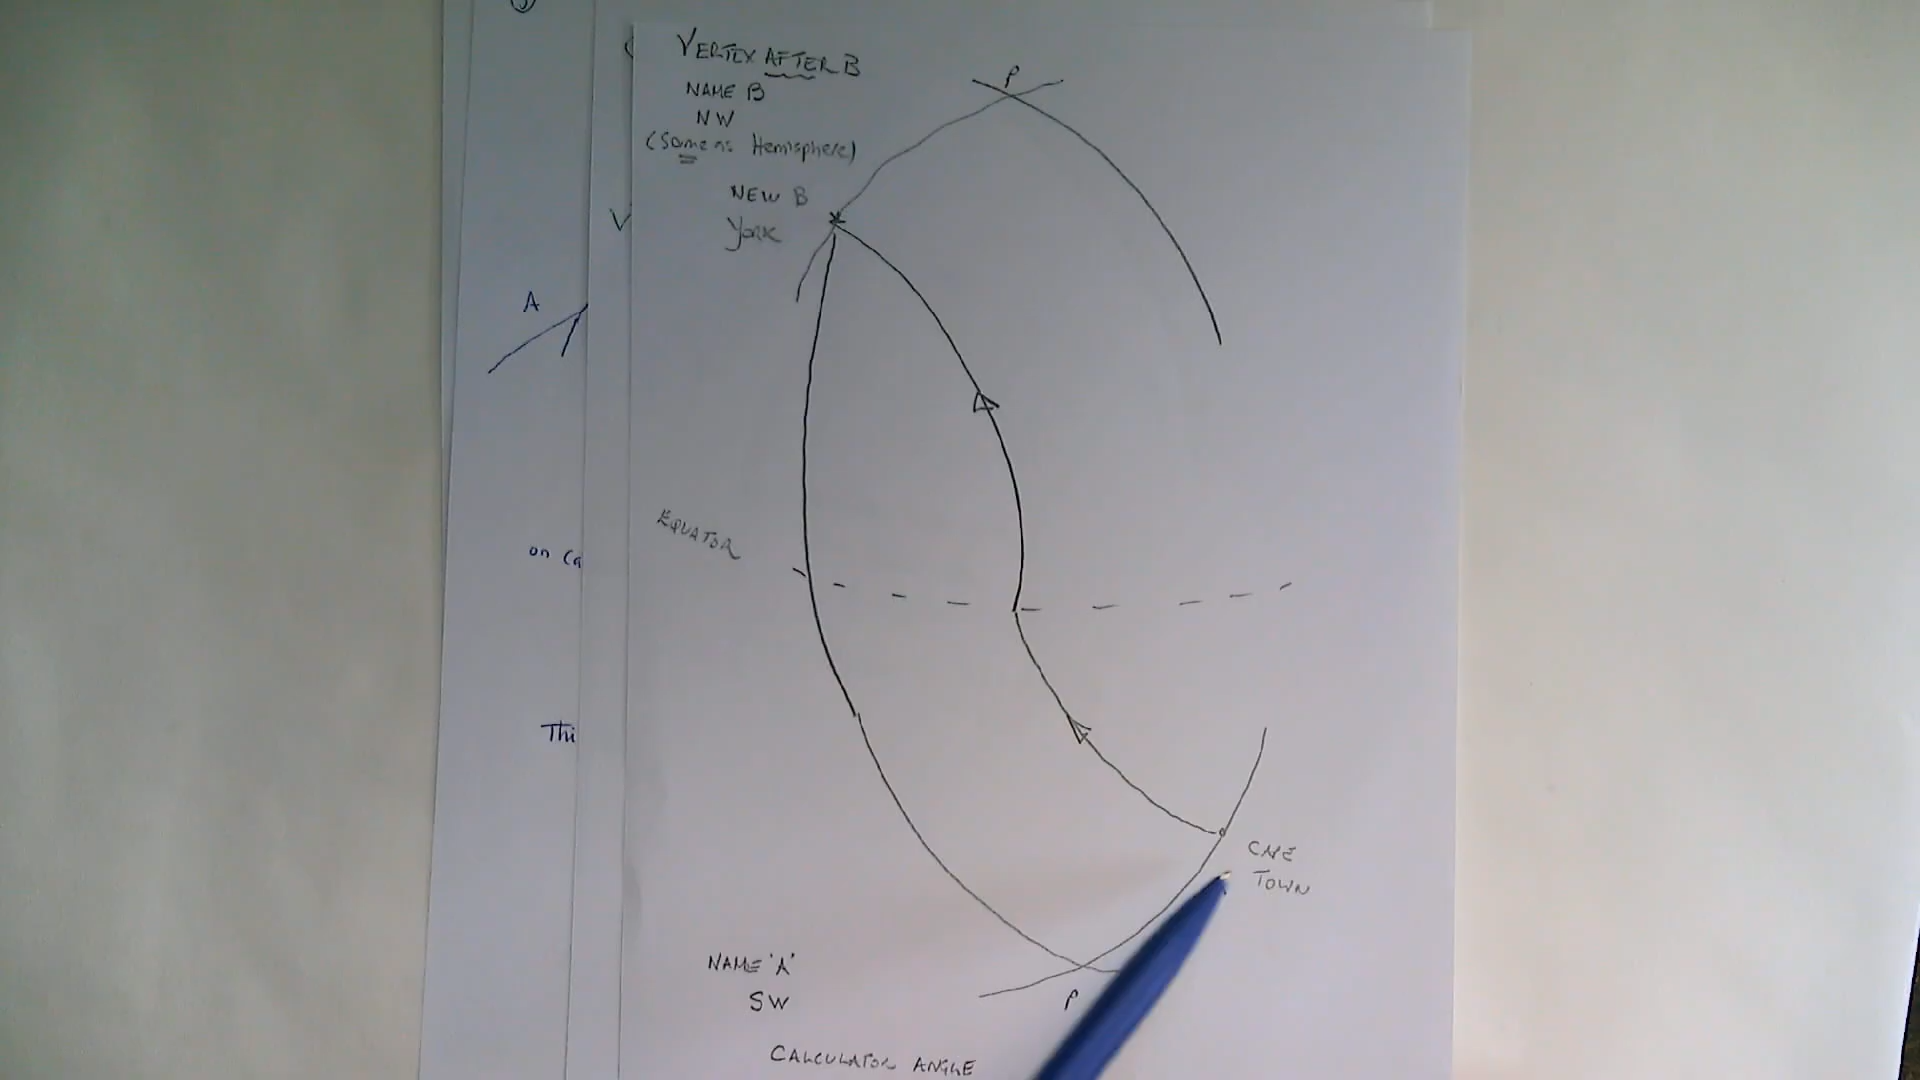 VERTEX AFTER B
NAME B
NW
(Same as Hemisphere)
P
NEW B
York
V
A
EQUATOR
on Ca
Thi
CAPE
TOWN
NAME 'A'
SW
P
CALCULATOR ANGLE